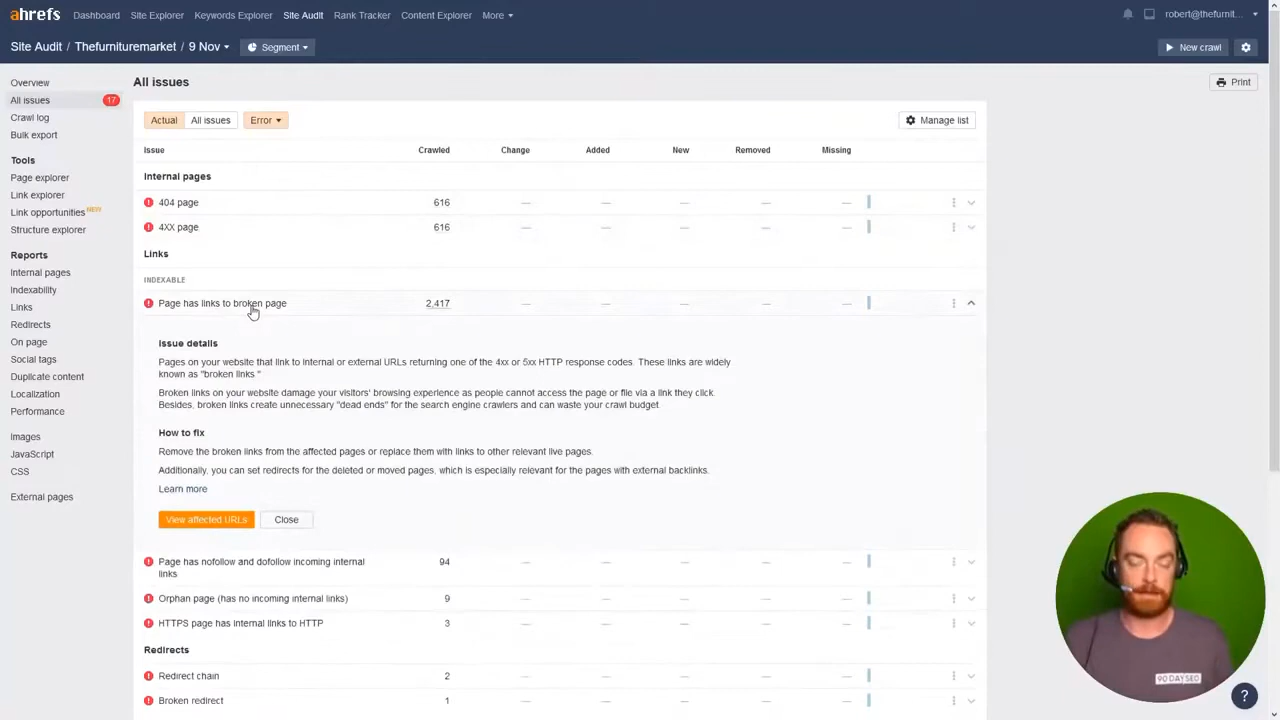 ahrefs Dashboard Site Explorer Keywords Explorer Site Audit Rank Tracker Content Explorer More robert@thefurnit...
Site Audit / Thefurnituremarket / 9 Nov Segment New crawl
Overview
All issues 17
Crawl log
Bulk export
Tools
Page explorer
Link explorer
Link opportunities NEW
Structure explorer
Reports
Internal pages
Indexability
Links
Redirects
On page
Social tags
Duplicate content
Localization
Performance
Images
JavaScript
CSS
External pages
All issues
Print
Actual All issues Error Manage list
Issue Crawled Change Added New Removed Missing
Internal pages
404 page 616 — — — — —
4XX page 616 — — — — —
Links
INDEXABLE
Page has links to broken page 2,417 — — — — —
Issue details
Pages on your website that link to internal or external URLs returning one of the 4xx or 5xx HTTP response codes. These links are widely
known as "broken links."
Broken links on your website damage your visitors' browsing experience as people cannot access the page or file via a link they click.
Besides, broken links create unnecessary "dead ends" for the search engine crawlers and can waste your crawl budget.
How to fix
Remove the broken links from the affected pages or replace them with links to other relevant live pages.
Additionally, you can set redirects for the deleted or moved pages, which is especially relevant for the pages with external backlinks.
Learn more
View affected URLs Close
Page has nofollow and dofollow incoming internal
links 94 — — — — —
Orphan page (has no incoming internal links) 9 — — — — —
HTTPS page has internal links to HTTP 3 — — — — —
Redirects
Redirect chain 2 — — — — —
Broken redirect 1 — — — — —
90 DAY SEO
?